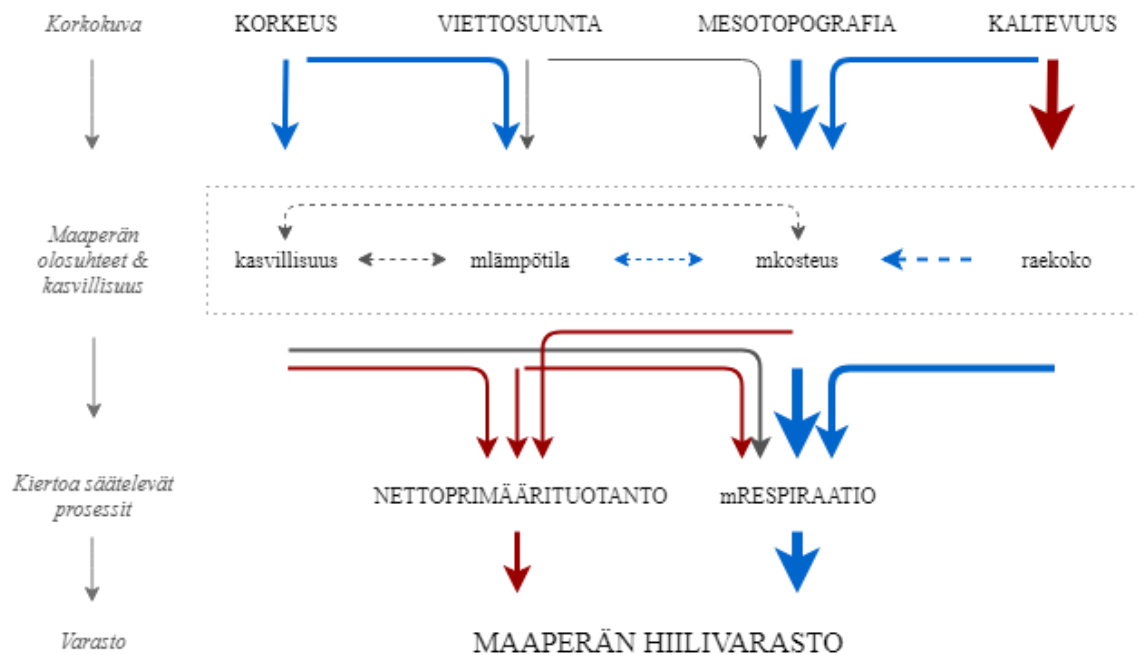 Korkokuva
KORKEUS
VIETTOSUUNTA
MESOTOPOGRAFIA
KALTEVUUS
Maaperän
olosuhteet &
kasvillisuus
kasvillisuus
mlämpötila
mkosteus
raekoko
Kiertoa säätelevät
prosessit
NETTOPRIMÄÄRITUOTANTO
mRESPIRAATIO
Varasto
MAAPERÄN HIILIVARASTO